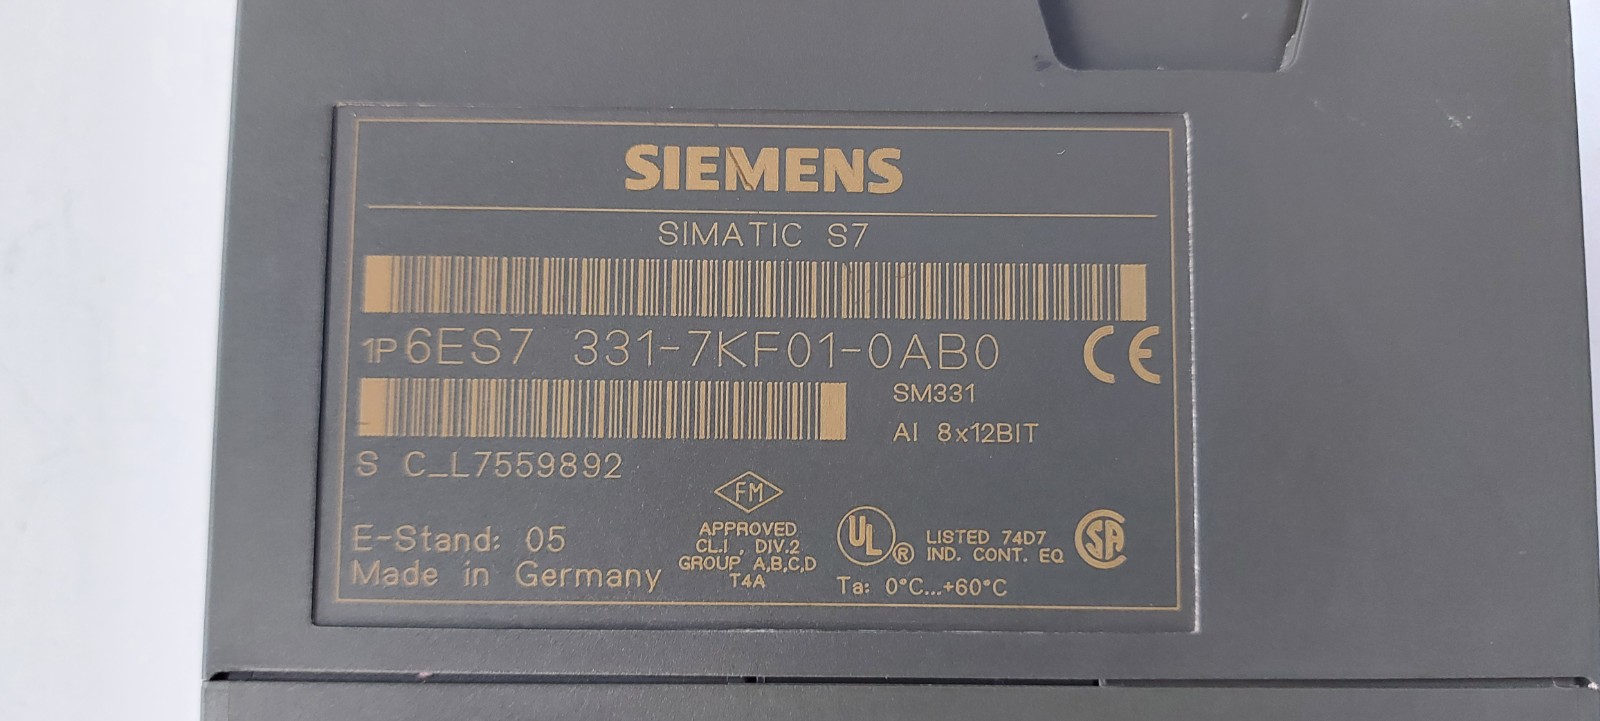 SIEMENS
SIMATIC S7
1P 6ES7 331-7KF01-0AB0
CE
SM331
AI 8x12BIT
S C_L7559892
E-Stand: 05
Made in Germany
FM
APPROVED
CL.I , DIV.2
GROUP A,B,C,D
T4A
UL ®
LISTED 74D7
IND. CONT. EQ
SA
Ta: 0°C...+60°C